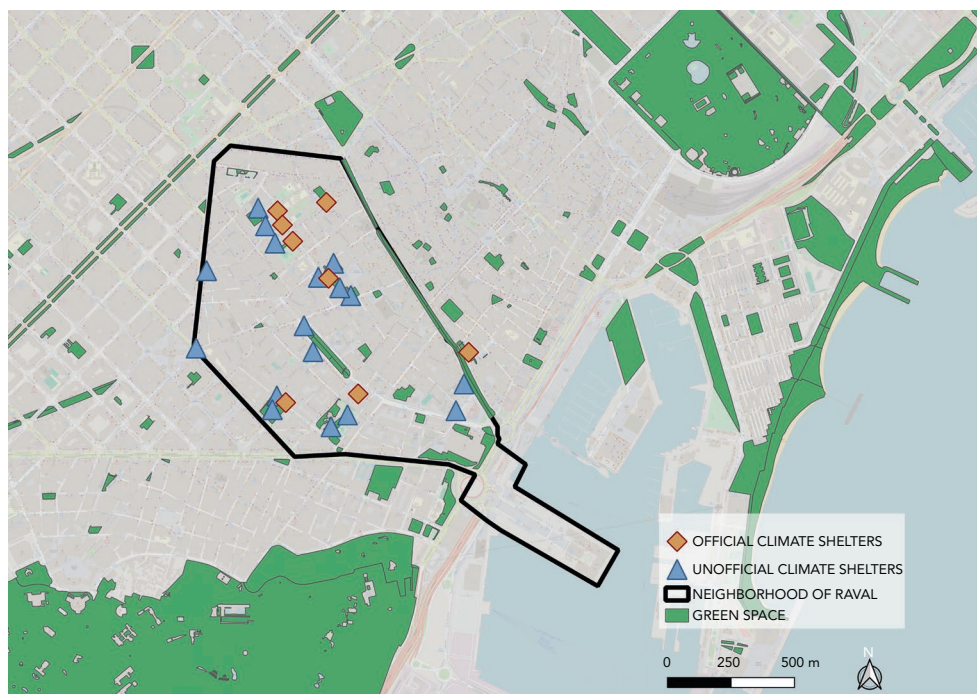 OFFICIAL CLIMATE SHELTERS
UNOFFICIAL CLIMATE SHELTERS
NEIGHBORHOOD OF RAVAL
GREEN SPACE
0 250 500 m
N